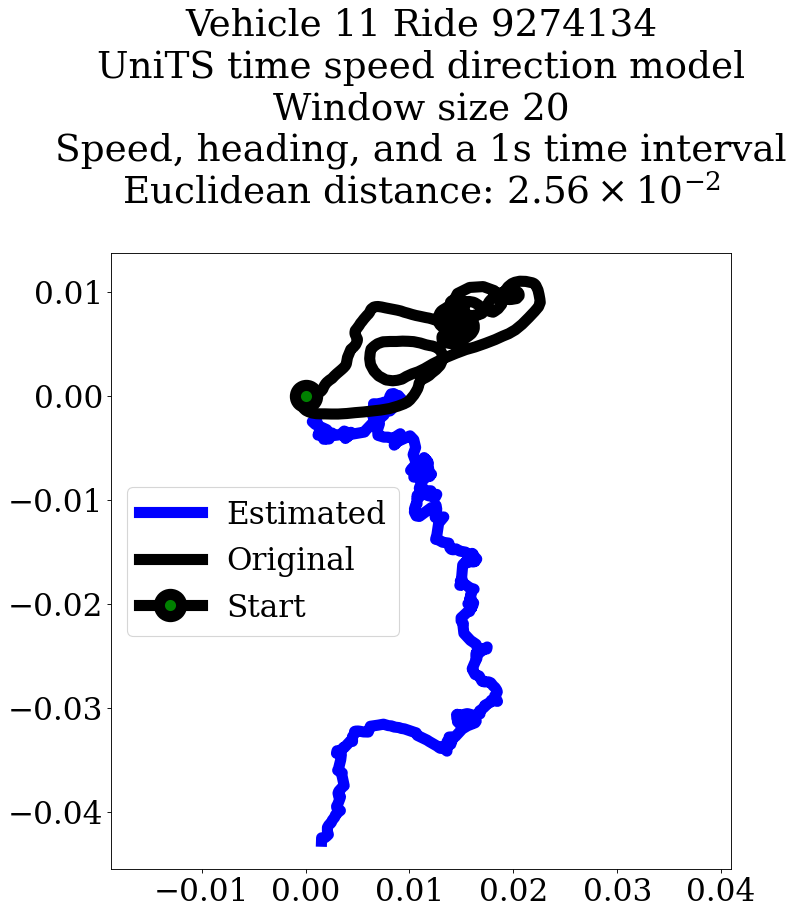 Vehicle 11 Ride 9274134
UniTS time speed direction model
Window size 20
Speed, heading, and a 1s time interval
Euclidean distance: 2.56 × 10⁻²
0.01
0.00
−0.01
−0.02
−0.03
−0.04
Estimated
Original
Start
−0.01 0.00 0.01 0.02 0.03 0.04